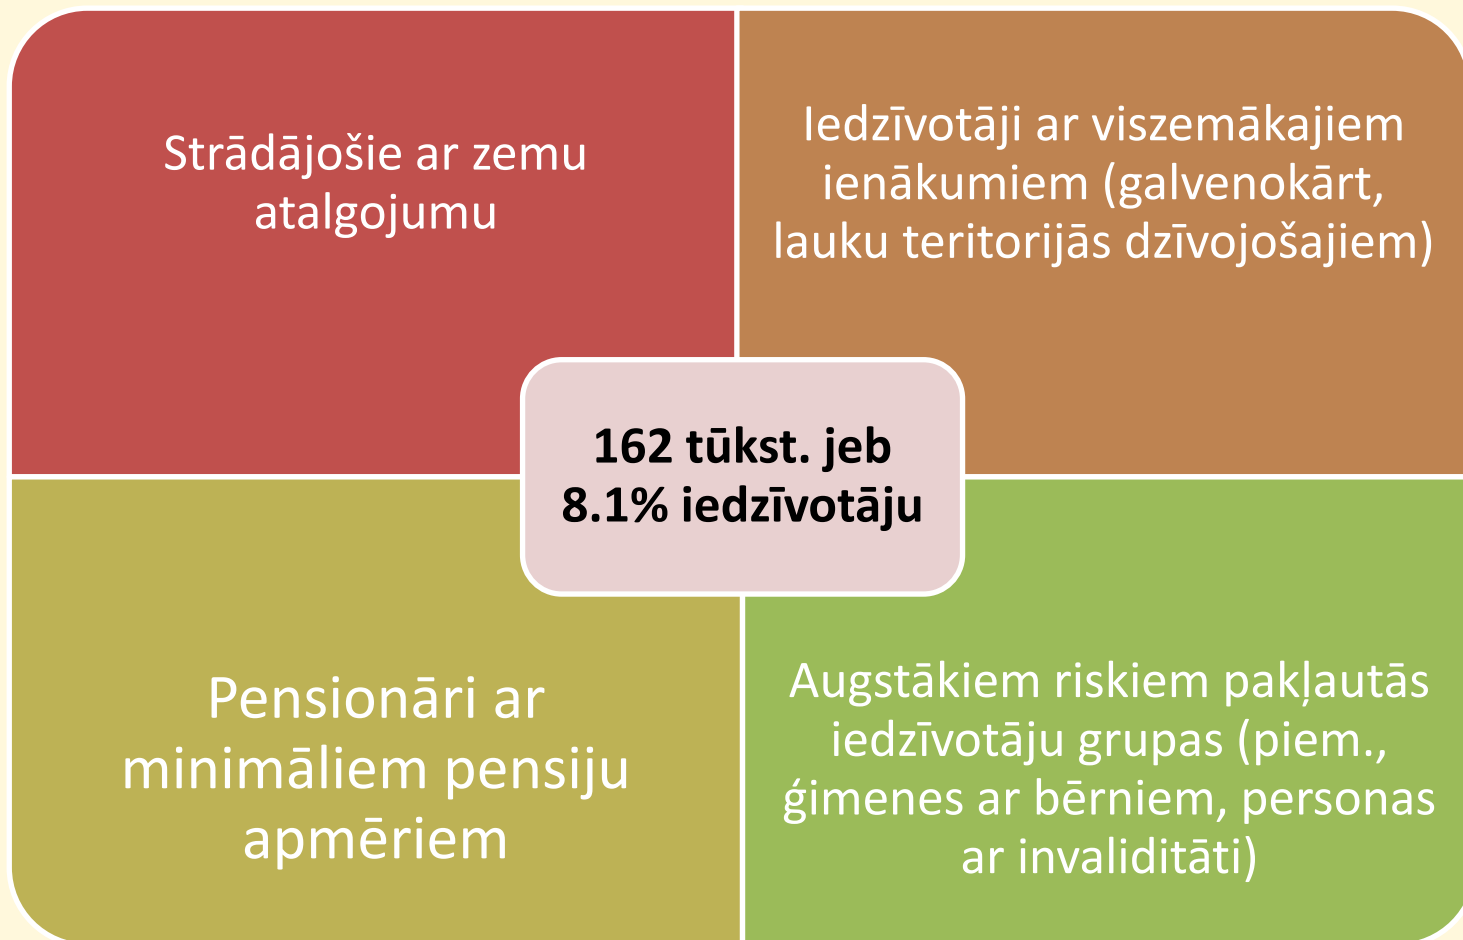 Strādājošie ar zemu
atalgojumu
Iedzīvotāji ar viszemākajiem
ienākumiem (galvenokārt,
lauku teritorijās dzīvojošajiem)
162 tūkst. jeb
8.1% iedzīvotāju
Pensionāri ar
minimāliem pensiju
apmēriem
Augstākiem riskiem pakļautās
iedzīvotāju grupas (piem.,
ģimenes ar bērniem, personas
ar invaliditāti)